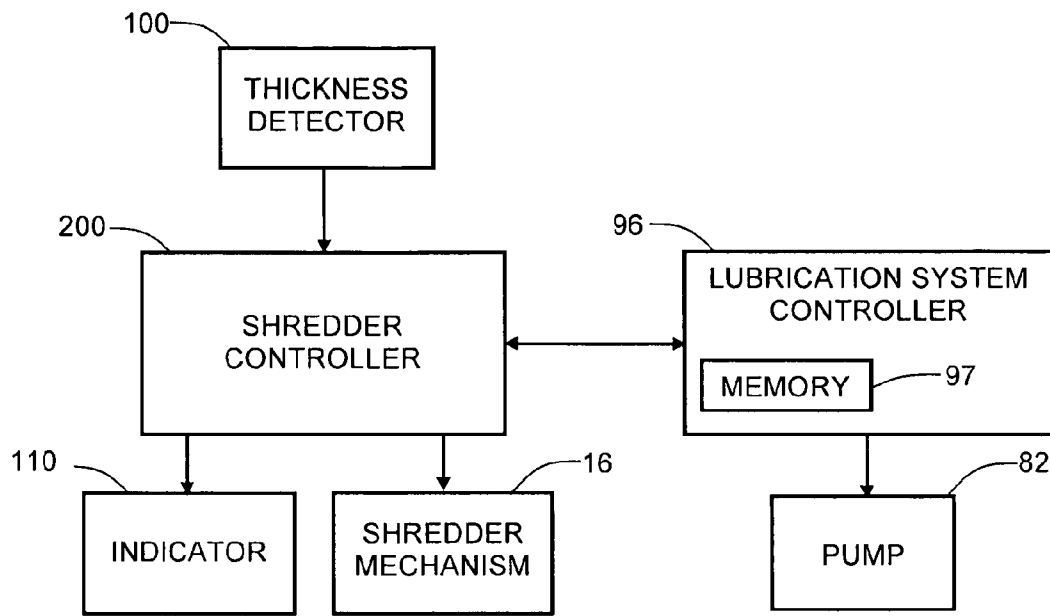 100
THICKNESS
DETECTOR
200
SHREDDER
CONTROLLER
96
LUBRICATION SYSTEM
CONTROLLER
MEMORY
97
110
INDICATOR
16
SHREDDER
MECHANISM
82
PUMP